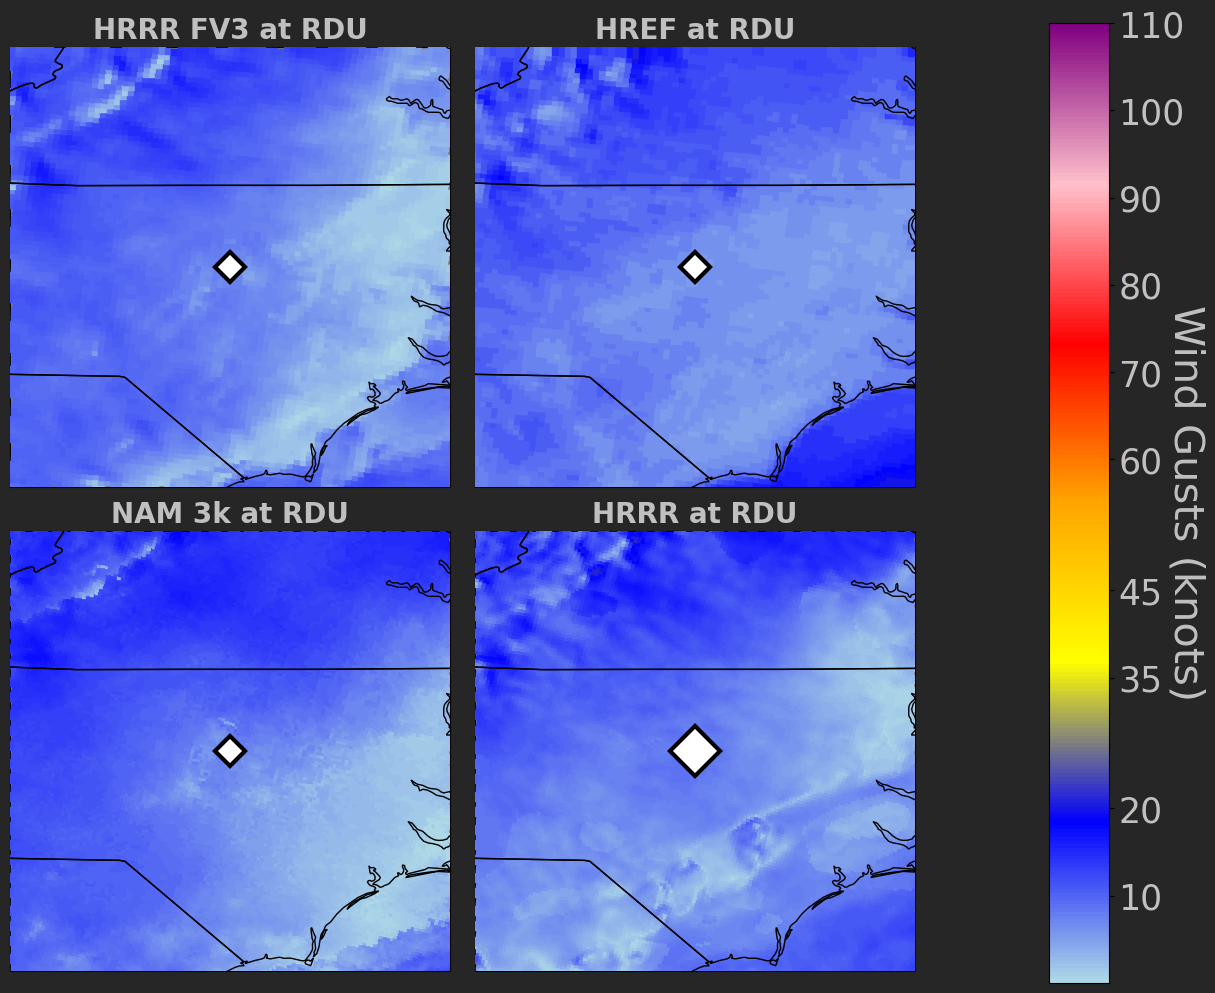 HRRR FV3 at RDU
HREF at RDU
NAM 3k at RDU
HRRR at RDU
110
100
90
80
70
60
45
35
20
10
Wind Gusts (knots)